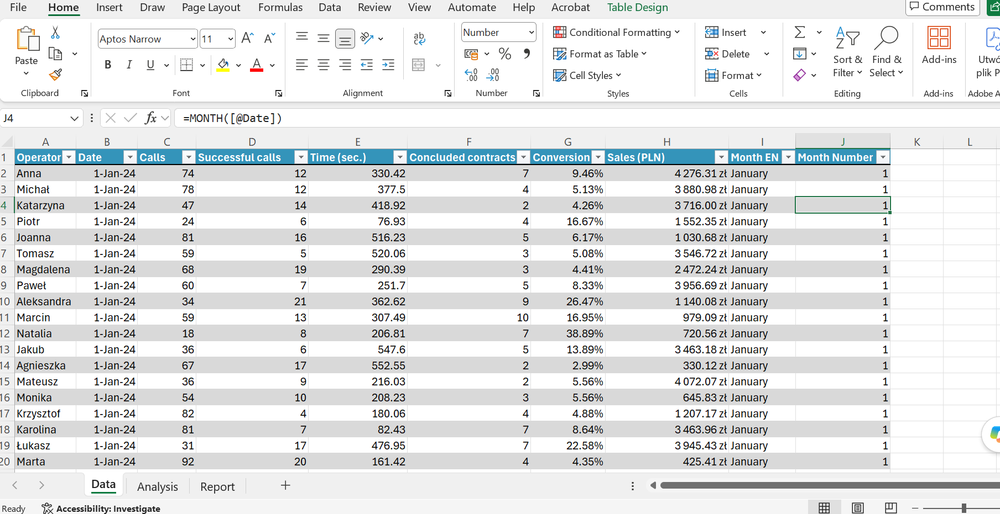 File Home Insert Draw Page Layout Formulas Data Review View Automate Help Acrobat Table Design Comments
Aptos Narrow 11 ab Number Conditional Formatting Insert
Paste Format as Table Delete Sort & Filter Find & Select Add-ins Utwó plik P
B I U A % Cell Styles Format
Clipboard Font Alignment Number Styles Cells Editing Add-ins Adobe A
J4 fx =MONTH([@Date])
A B C D E F G H I J K L
1 Operator Date Calls Successful calls Time (sec.) Concluded contracts Conversion Sales (PLN) Month EN Month Number
2 Anna 1-Jan-24 74 12 330.42 7 9.46% 4 276.31 zł January 1
3 Michał 1-Jan-24 78 12 377.5 4 5.13% 3 880.98 zł January 1
4 Katarzyna 1-Jan-24 47 14 418.92 2 4.26% 3 716.00 zł January 1
5 Piotr 1-Jan-24 24 6 76.93 4 16.67% 1 552.35 zł January 1
6 Joanna 1-Jan-24 81 16 516.23 5 6.17% 1 030.68 zł January 1
7 Tomasz 1-Jan-24 59 5 520.06 3 5.08% 3 546.72 zł January 1
8 Magdalena 1-Jan-24 68 19 290.39 3 4.41% 2 472.24 zł January 1
9 Paweł 1-Jan-24 60 7 251.7 5 8.33% 3 956.69 zł January 1
10 Aleksandra 1-Jan-24 34 21 362.62 9 26.47% 1 140.08 zł January 1
11 Marcin 1-Jan-24 59 13 307.49 10 16.95% 979.09 zł January 1
12 Natalia 1-Jan-24 18 8 206.81 7 38.89% 720.56 zł January 1
13 Jakub 1-Jan-24 36 6 547.6 5 13.89% 3 463.18 zł January 1
14 Agnieszka 1-Jan-24 67 17 552.55 2 2.99% 330.12 zł January 1
15 Mateusz 1-Jan-24 36 9 216.03 2 5.56% 4 072.07 zł January 1
16 Monika 1-Jan-24 54 10 208.23 3 5.56% 645.83 zł January 1
17 Krzysztof 1-Jan-24 82 4 180.06 4 4.88% 1 207.17 zł January 1
18 Karolina 1-Jan-24 81 7 82.43 7 8.64% 3 463.96 zł January 1
19 Łukasz 1-Jan-24 31 17 476.95 7 22.58% 3 945.43 zł January 1
20 Marta 1-Jan-24 92 20 161.42 4 4.35% 425.41 zł January 1
Data Analysis Report
Ready Accessibility: Investigate